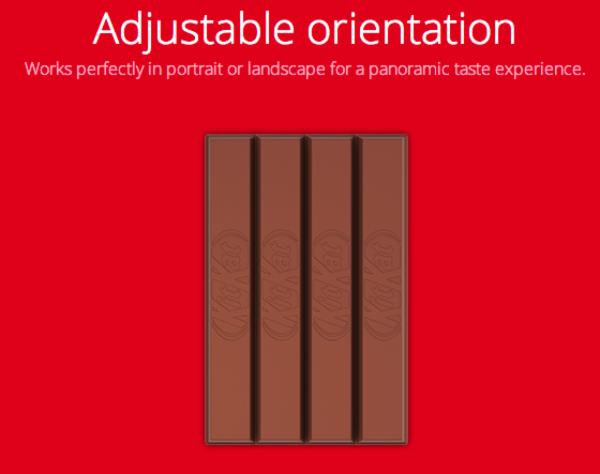 Adjustable orientation
Works perfectly in portrait or landscape for a panoramic taste experience.
KitKat
KitKat
KitKat
KitKat